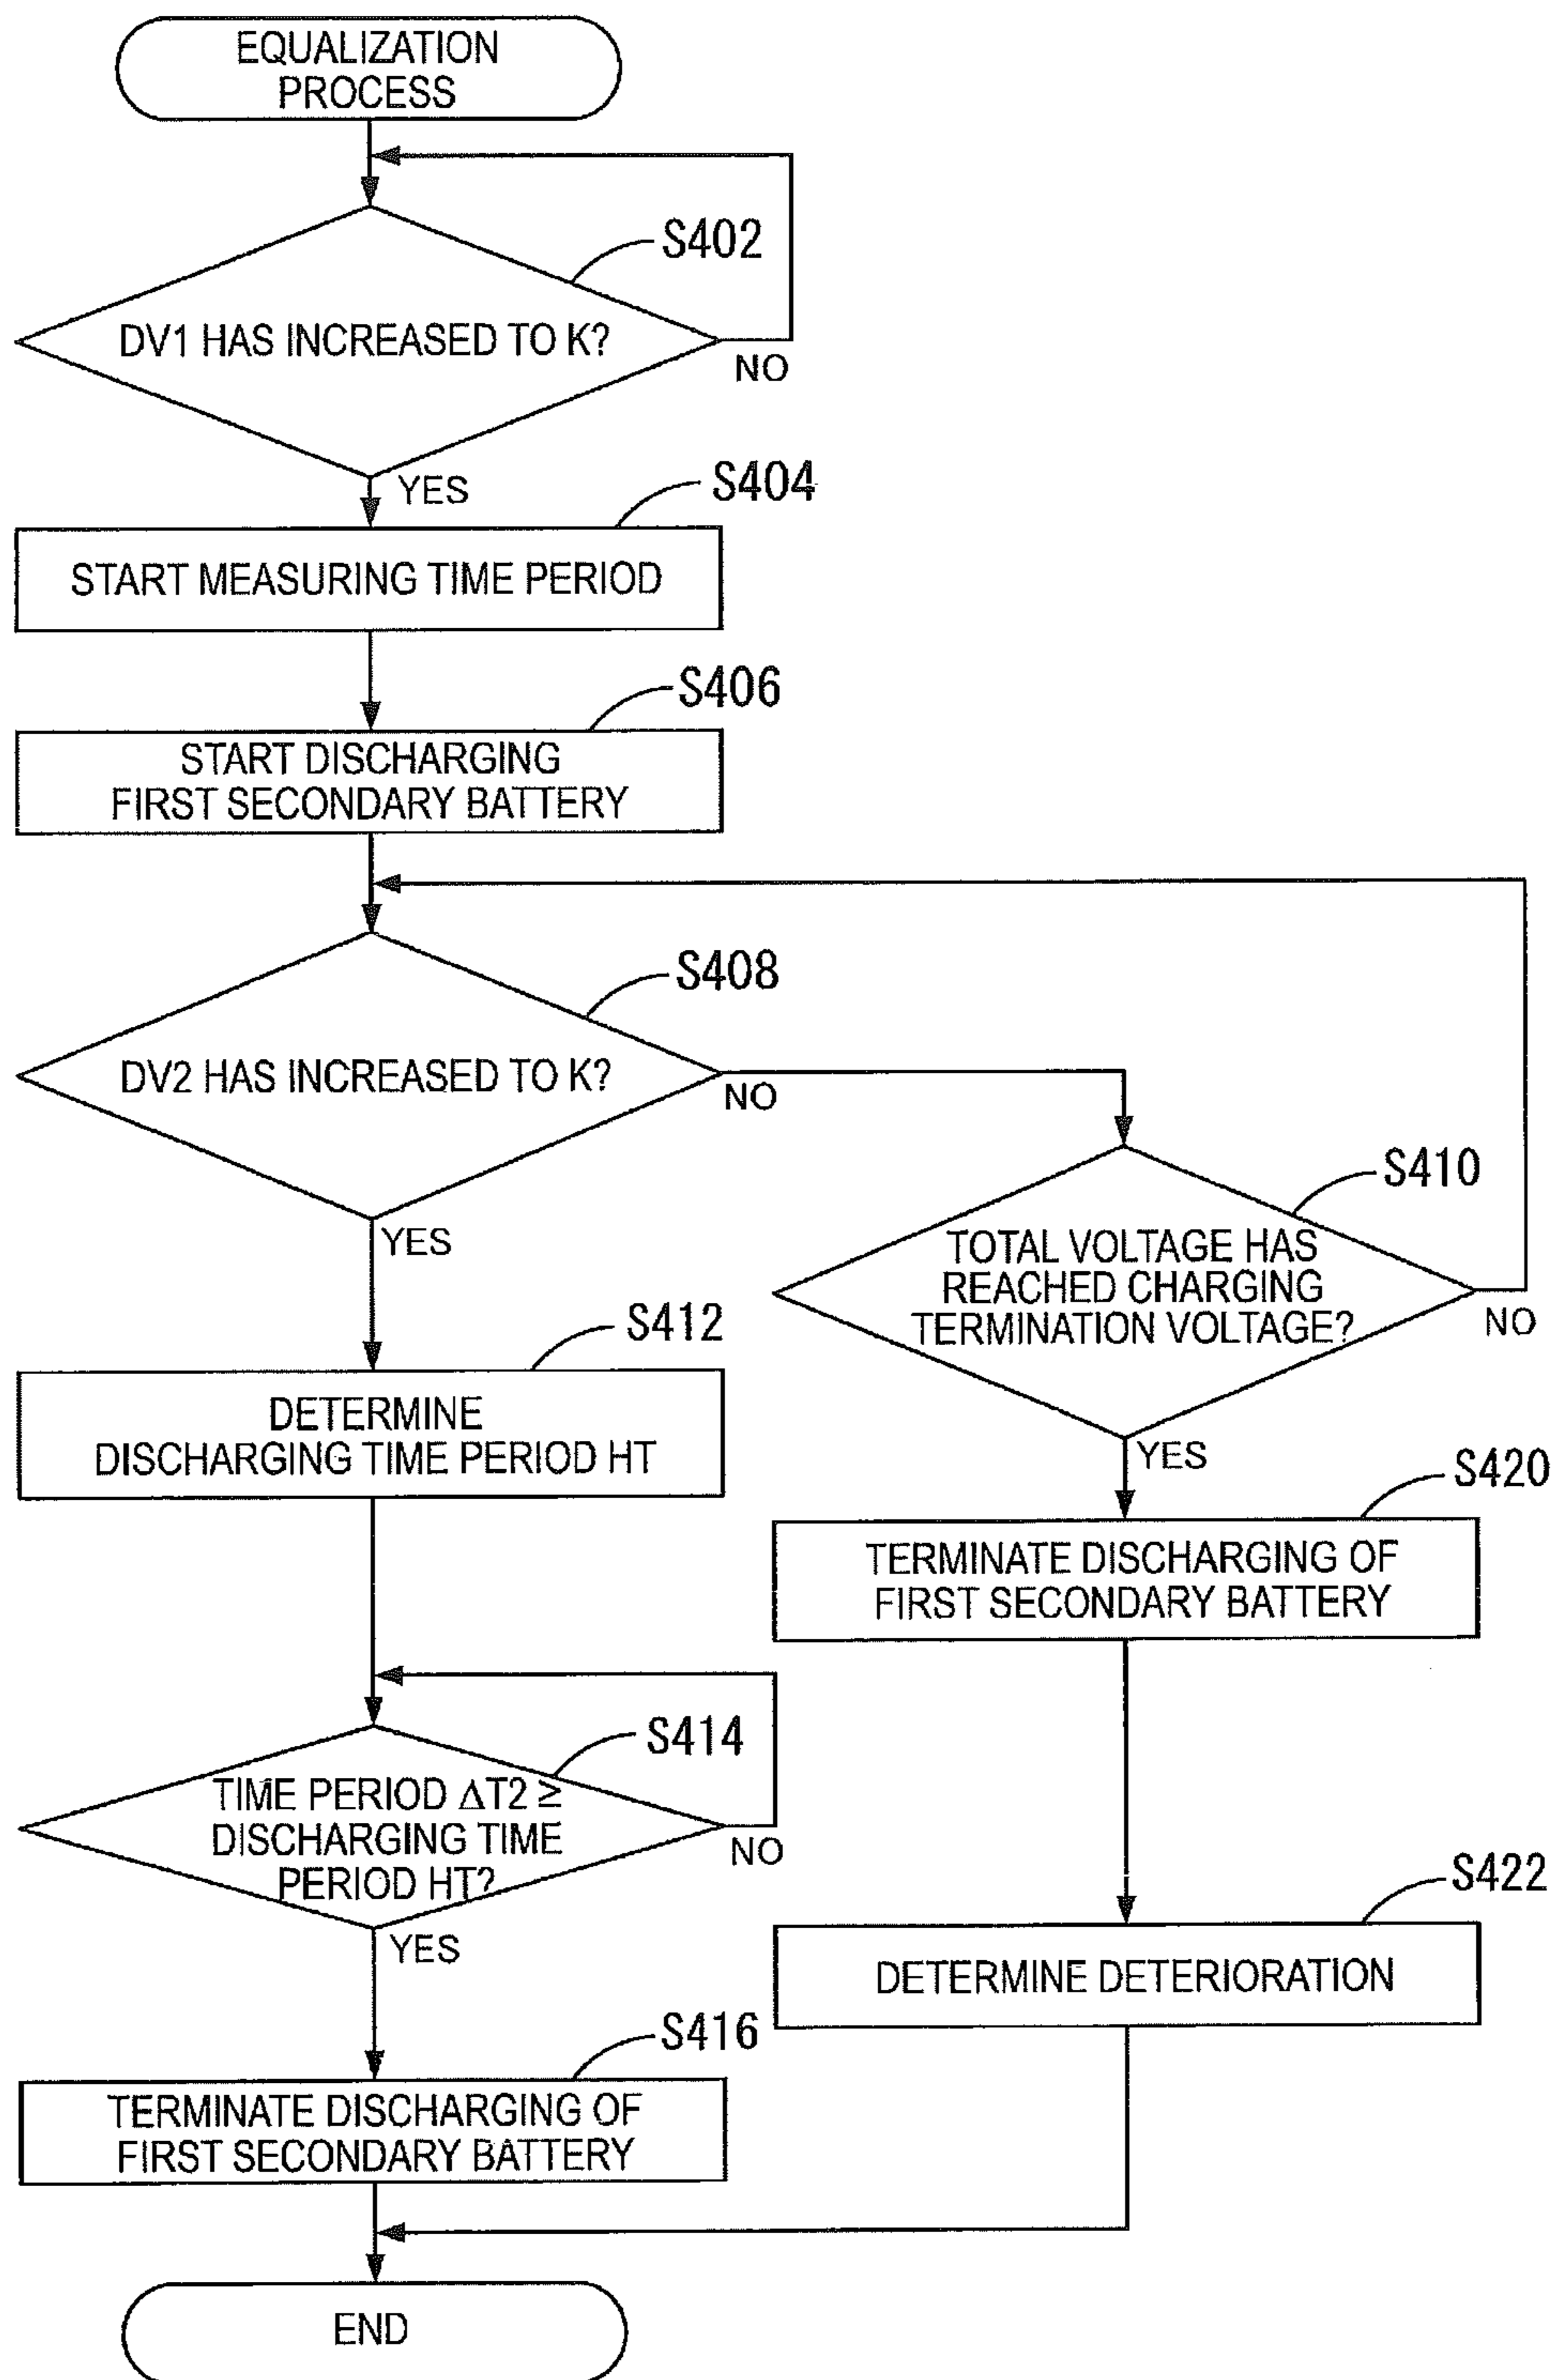 EQUALIZATION
PROCESS
S402
DV1 HAS INCREASED TO K?
NO
YES
S404
START MEASURING TIME PERIOD
S406
START DISCHARGING
FIRST SECONDARY BATTERY
S408
DV2 HAS INCREASED TO K?
NO
YES
S410
TOTAL VOLTAGE HAS
REACHED CHARGING
TERMINATION VOLTAGE?
NO
YES
S412
DETERMINE
DISCHARGING TIME PERIOD HT
S420
TERMINATE DISCHARGING OF
FIRST SECONDARY BATTERY
S414
TIME PERIOD ΔT2 ≥
DISCHARGING TIME
PERIOD HT?
NO
YES
S422
DETERMINE DETERIORATION
S416
TERMINATE DISCHARGING OF
FIRST SECONDARY BATTERY
END